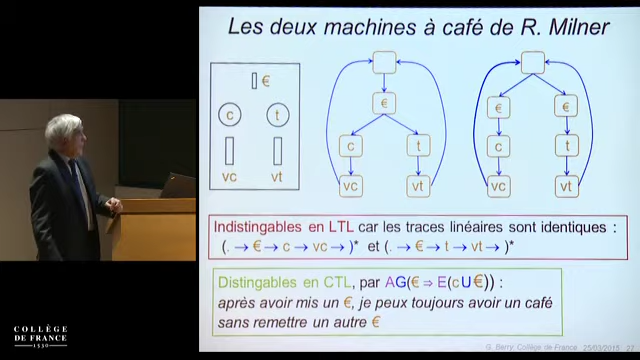 Les deux machines à café de R. Milner
€
c t
vc vt
€
c t
vc vt
€ €
c t
vc vt
Indistingables en LTL car les traces linéaires sont identiques :
(. → € → c → vc → )* et (. → € → t → vt → )*
Distingables en CTL, par AG(€ ⇒ E(c U €)) :
après avoir mis un €, je peux toujours avoir un café
sans remettre un autre €
G. Berry, Collège de France, 25/03/2015 27
COLLÈGE
DE FRANCE
1530